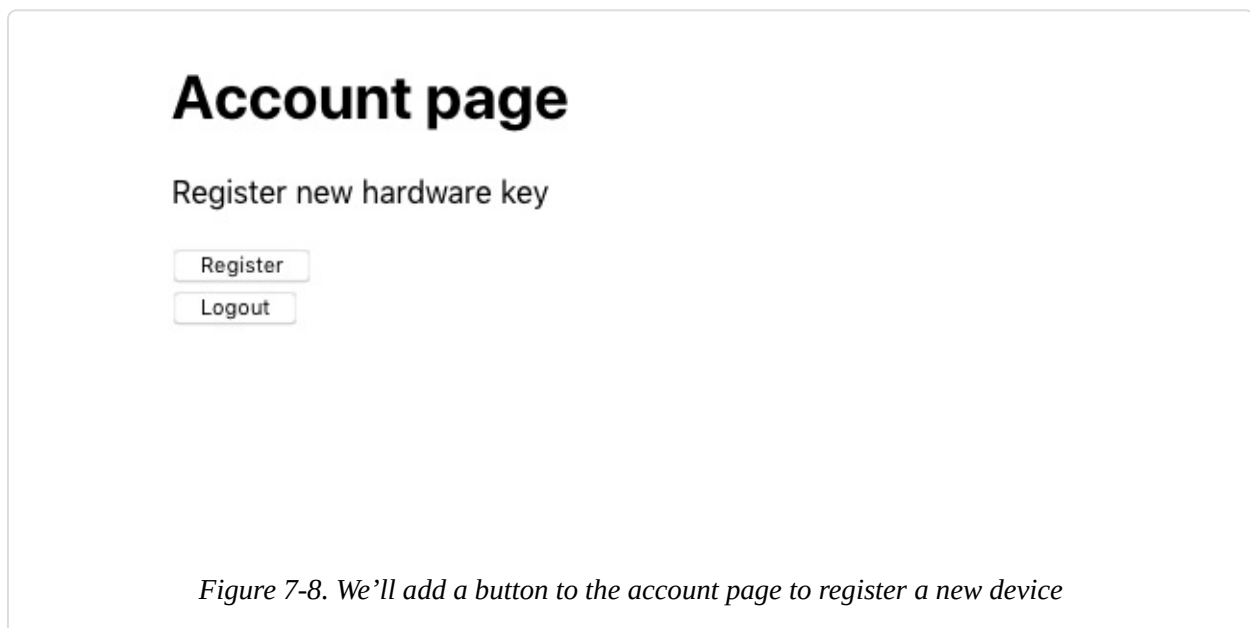 Account page
Register new hardware key
Register
Logout
Figure 7-8. We’ll add a button to the account page to register a new device